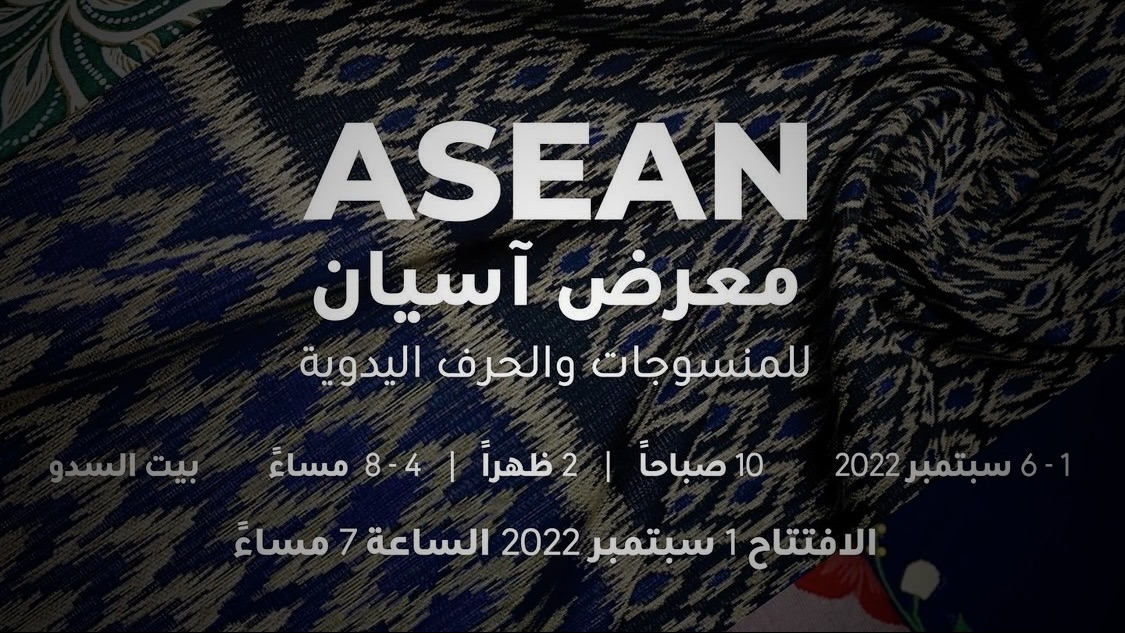 ASEAN
معرض آسيان
للمنسوجات والحرف اليدوية
1 - 6 سبتمبر 2022 10 صباحاً | 2 ظهراً | 4 - 8 مساءً بيت السدو
الافتتاح 1 سبتمبر 2022 الساعة 7 مساءً